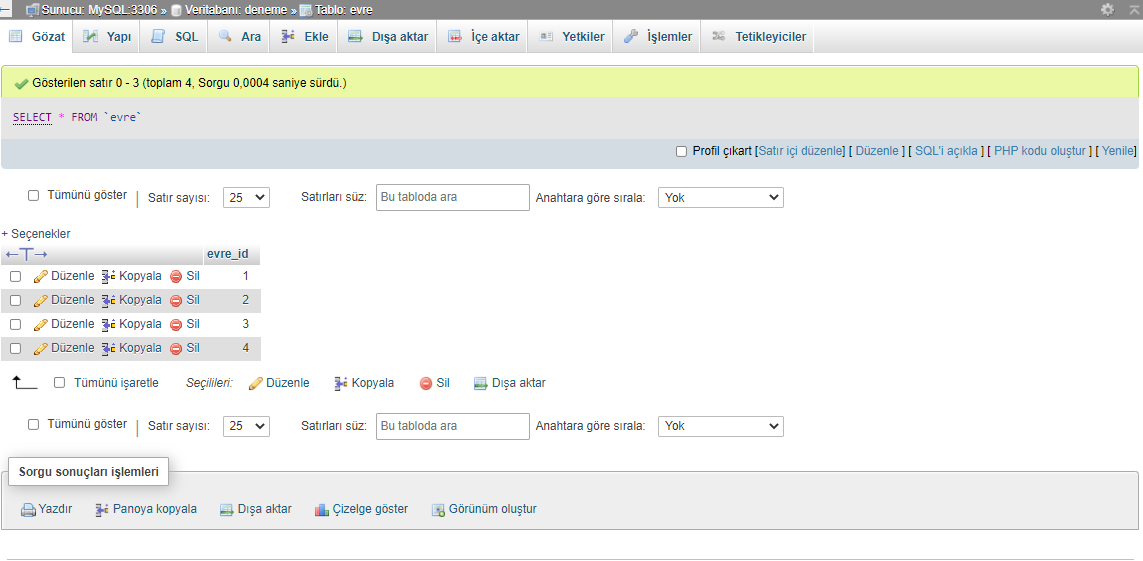 Sunucu: MySQL:3306 » Veritabanı: deneme » Tablo: evre
Gözat Yapı SQL Ara Ekle Dışa aktar İçe aktar Yetkiler İşlemler Tetikleyiciler
Gösterilen satır 0 - 3 (toplam 4, Sorgu 0,0004 saniye sürdü.)
SELECT * FROM `evre`
Profil çıkart [Satır içi düzenle] [ Düzenle ] [ SQL'i açıkla ] [ PHP kodu oluştur ] [ Yenile]
Tümünü göster | Satır sayısı: 25 Satırları süz: Bu tabloda ara Anahtara göre sırala: Yok
+ Seçenekler
←T→ evre_id
Düzenle Kopyala Sil 1
Düzenle Kopyala Sil 2
Düzenle Kopyala Sil 3
Düzenle Kopyala Sil 4
Tümünü işaretle Seçilileri: Düzenle Kopyala Sil Dışa aktar
Tümünü göster | Satır sayısı: 25 Satırları süz: Bu tabloda ara Anahtara göre sırala: Yok
Sorgu sonuçları işlemleri
Yazdır Panoya kopyala Dışa aktar Çizelge göster Görünüm oluştur